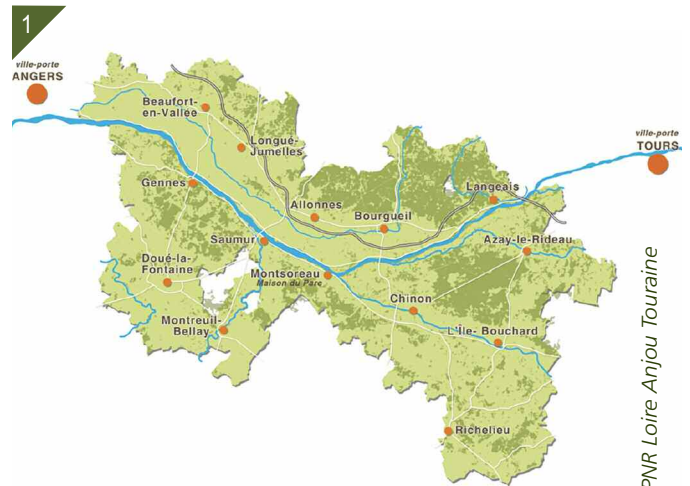 1
ville-porte
ANGERS
Beaufort-
en-Vallée
Longué-
Jumelles
ville-porte
TOURS
Gennes
Langeais
Allonnes
Bourgueil
Saumur
Azay-le-Rideau
Doué-la-
Fontaine
Montsoreau
Maison du Parc
Chinon
Montreuil-
Bellay
L'Île- Bouchard
Richelieu
PNR Loire Anjou Touraine